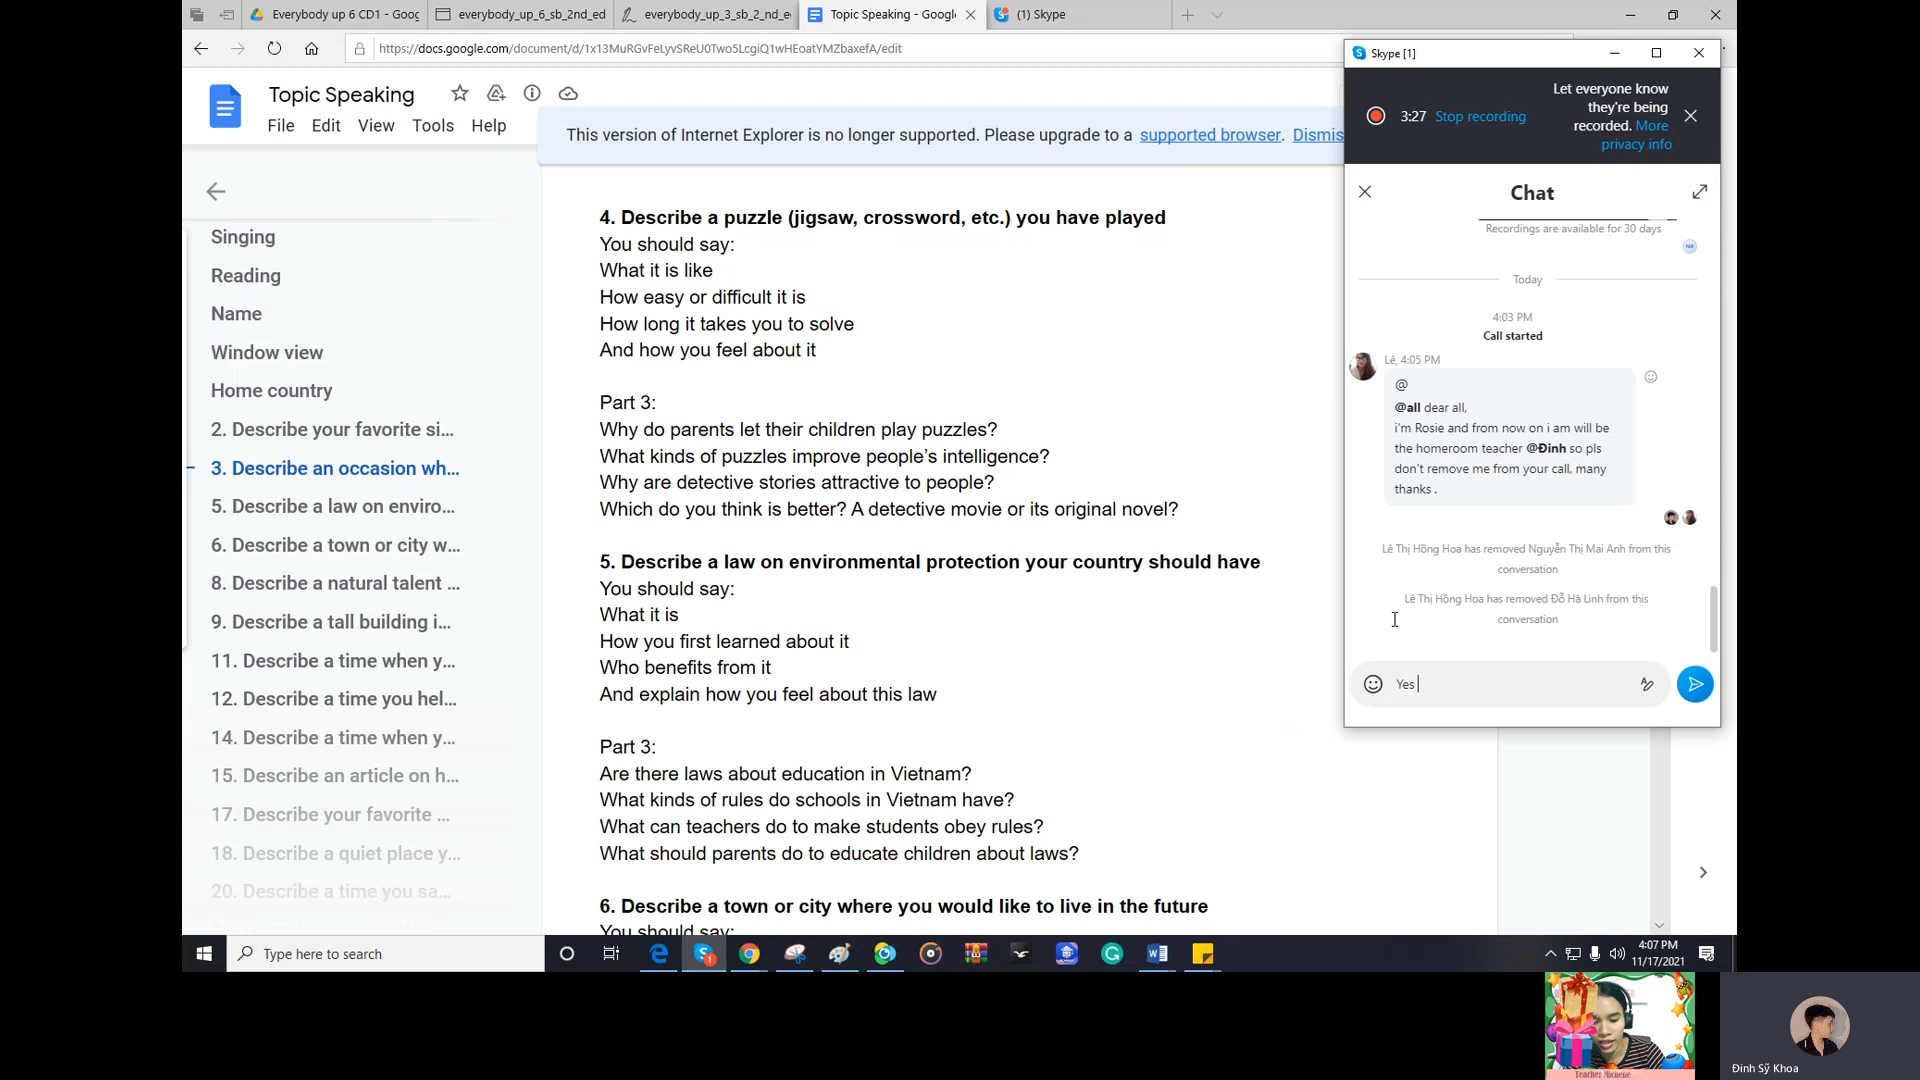 Everybody up 6 CD1 - Goog
everybody_up_6_sb_2nd_ed
everybody_up_3_sb_2_nd_e
Topic Speaking - Google
(1) Skype
https://docs.google.com/document/d/1x13MuRGvFeLyvSReU0Two5LcgiQ1wHEoatYMZbaxefA/edit
Topic Speaking
File Edit View Tools Help
This version of Internet Explorer is no longer supported. Please upgrade to a supported browser. Dismis
Singing
Reading
Name
Window view
Home country
2. Describe your favorite si...
3. Describe an occasion wh...
5. Describe a law on enviro...
6. Describe a town or city w...
8. Describe a natural talent ...
9. Describe a tall building i...
11. Describe a time when y...
12. Describe a time you hel...
14. Describe a time when y...
15. Describe an article on h...
17. Describe your favorite ...
18. Describe a quiet place y...
20. Describe a time you sa...
4. Describe a puzzle (jigsaw, crossword, etc.) you have played
You should say:
What it is like
How easy or difficult it is
How long it takes you to solve
And how you feel about it
Part 3:
Why do parents let their children play puzzles?
What kinds of puzzles improve people's intelligence?
Why are detective stories attractive to people?
Which do you think is better? A detective movie or its original novel?
5. Describe a law on environmental protection your country should have
You should say:
What it is
How you first learned about it
Who benefits from it
And explain how you feel about this law
Part 3:
Are there laws about education in Vietnam?
What kinds of rules do schools in Vietnam have?
What can teachers do to make students obey rules?
What should parents do to educate children about laws?
6. Describe a town or city where you would like to live in the future
You should say:
Skype [1]
3:27 Stop recording
Let everyone know
they're being
recorded. More
privacy info
Chat
Recordings are available for 30 days
NA
Today
4:03 PM
Call started
Lê, 4:05 PM
@
@all dear all,
i'm Rosie and from now on i am will be
the homeroom teacher @Đinh so pls
don't remove me from your call, many
thanks .
Lê Thị Hồng Hoa has removed Nguyễn Thị Mai Anh from this
conversation
Lê Thị Hồng Hoa has removed Đỗ Hà Linh from this
conversation
Yes
Type here to search
4:07 PM
11/17/2021
Teacher Michelle
Đinh Sỹ Khoa